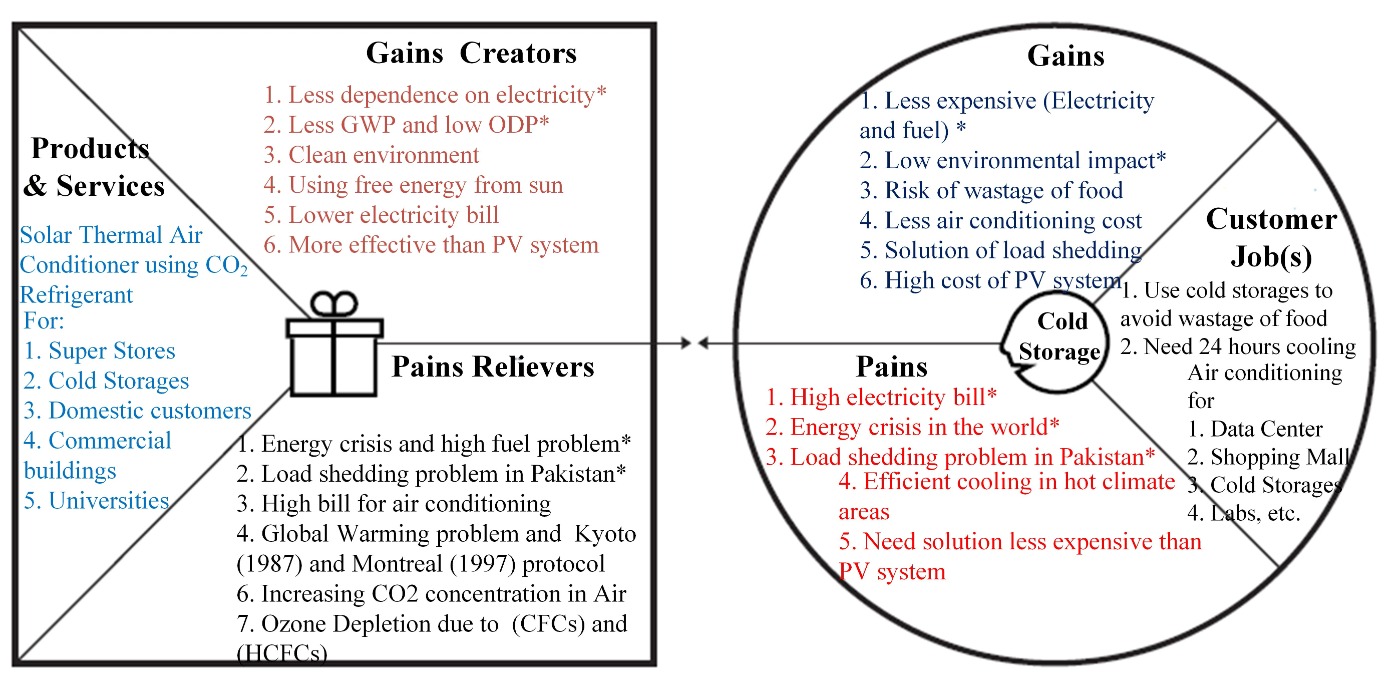 Gains Creators
1. Less dependence on electricity*
2. Less GWP and low ODP*
3. Clean environment
4. Using free energy from sun
5. Lower electricity bill
6. More effective than PV system
Products
& Services
Solar Thermal Air
Conditioner using CO₂
Refrigerant
For:
1. Super Stores
2. Cold Storages
3. Domestic customers
4. Commercial
buildings
5. Universities
Pains Relievers
1. Energy crisis and high fuel problem*
2. Load shedding problem in Pakistan*
3. High bill for air conditioning
4. Global Warming problem and Kyoto
(1987) and Montreal (1997) protocol
6. Increasing CO2 concentration in Air
7. Ozone Depletion due to (CFCs) and
(HCFCs)
Gains
1. Less expensive (Electricity
and fuel) *
2. Low environmental impact*
3. Risk of wastage of food
4. Less air conditioning cost
5. Solution of load shedding
6. High cost of PV system
Customer
Job(s)
1. Use cold storages to
avoid wastage of food
2. Need 24 hours cooling
Air conditioning
for
1. Data Center
2. Shopping Mall
3. Cold Storages
4. Labs, etc.
Cold
Storage
Pains
1. High electricity bill*
2. Energy crisis in the world*
3. Load shedding problem in Pakistan*
4. Efficient cooling in hot climate
areas
5. Need solution less expensive than
PV system